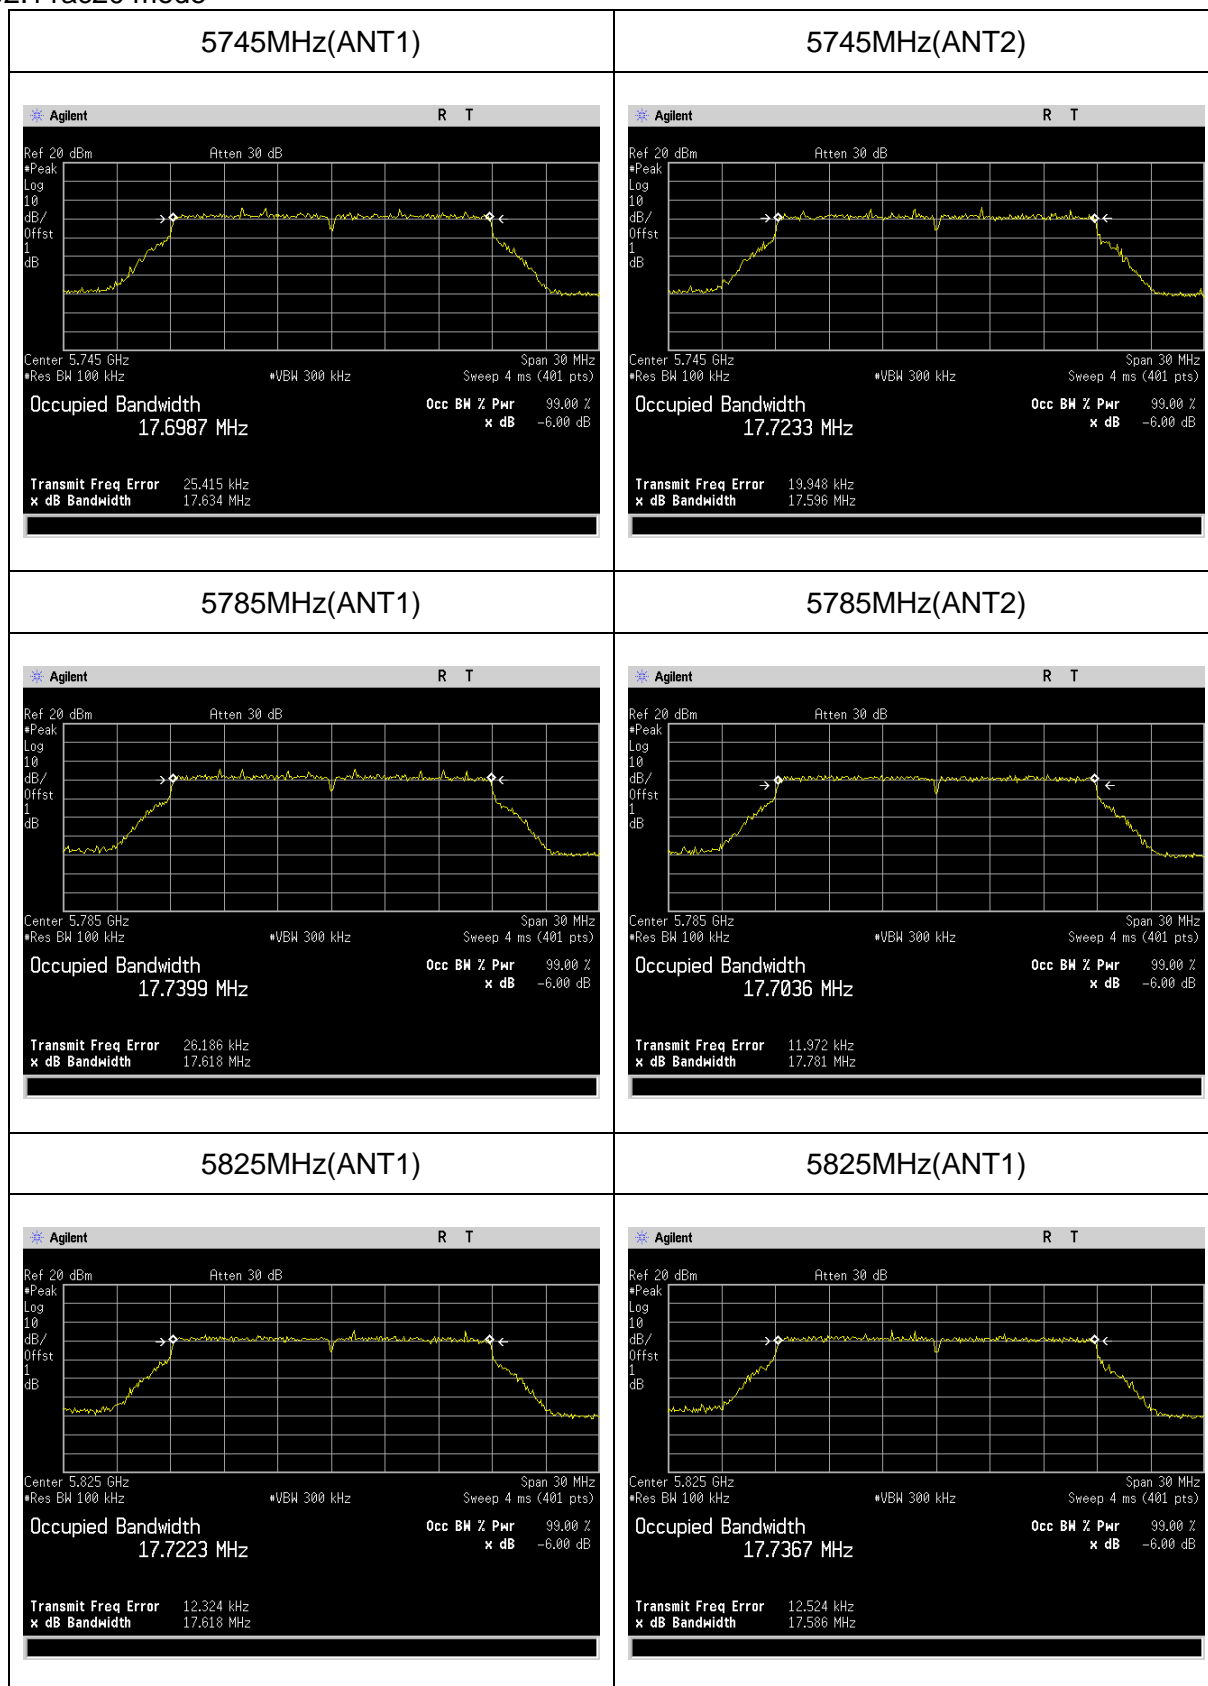 5745MHz(ANT1) 5745MHz(ANT2)
Agilent R T
Ref 20 dBm Atten 30 dB
#Peak
Log
10
dB/
Offst
1
dB
Center 5.745 GHz Span 30 MHz
#Res BW 100 kHz #VBW 300 kHz Sweep 4 ms (401 pts)
Occupied Bandwidth Occ BW % Pwr 99.00 %
17.6987 MHz x dB -6.00 dB
Transmit Freq Error 25.415 kHz
x dB Bandwidth 17.634 MHz
Agilent R T
Ref 20 dBm Atten 30 dB
#Peak
Log
10
dB/
Offst
1
dB
Center 5.745 GHz Span 30 MHz
#Res BW 100 kHz #VBW 300 kHz Sweep 4 ms (401 pts)
Occupied Bandwidth Occ BW % Pwr 99.00 %
17.7233 MHz x dB -6.00 dB
Transmit Freq Error 19.948 kHz
x dB Bandwidth 17.596 MHz
5785MHz(ANT1) 5785MHz(ANT2)
Agilent R T
Ref 20 dBm Atten 30 dB
#Peak
Log
10
dB/
Offst
1
dB
Center 5.785 GHz Span 30 MHz
#Res BW 100 kHz #VBW 300 kHz Sweep 4 ms (401 pts)
Occupied Bandwidth Occ BW % Pwr 99.00 %
17.7399 MHz x dB -6.00 dB
Transmit Freq Error 26.186 kHz
x dB Bandwidth 17.618 MHz
Agilent R T
Ref 20 dBm Atten 30 dB
#Peak
Log
10
dB/
Offst
1
dB
Center 5.785 GHz Span 30 MHz
#Res BW 100 kHz #VBW 300 kHz Sweep 4 ms (401 pts)
Occupied Bandwidth Occ BW % Pwr 99.00 %
17.7036 MHz x dB -6.00 dB
Transmit Freq Error 11.972 kHz
x dB Bandwidth 17.781 MHz
5825MHz(ANT1) 5825MHz(ANT1)
Agilent R T
Ref 20 dBm Atten 30 dB
#Peak
Log
10
dB/
Offst
1
dB
Center 5.825 GHz Span 30 MHz
#Res BW 100 kHz #VBW 300 kHz Sweep 4 ms (401 pts)
Occupied Bandwidth Occ BW % Pwr 99.00 %
17.7223 MHz x dB -6.00 dB
Transmit Freq Error 12.324 kHz
x dB Bandwidth 17.618 MHz
Agilent R T
Ref 20 dBm Atten 30 dB
#Peak
Log
10
dB/
Offst
1
dB
Center 5.825 GHz Span 30 MHz
#Res BW 100 kHz #VBW 300 kHz Sweep 4 ms (401 pts)
Occupied Bandwidth Occ BW % Pwr 99.00 %
17.7367 MHz x dB -6.00 dB
Transmit Freq Error 12.524 kHz
x dB Bandwidth 17.586 MHz